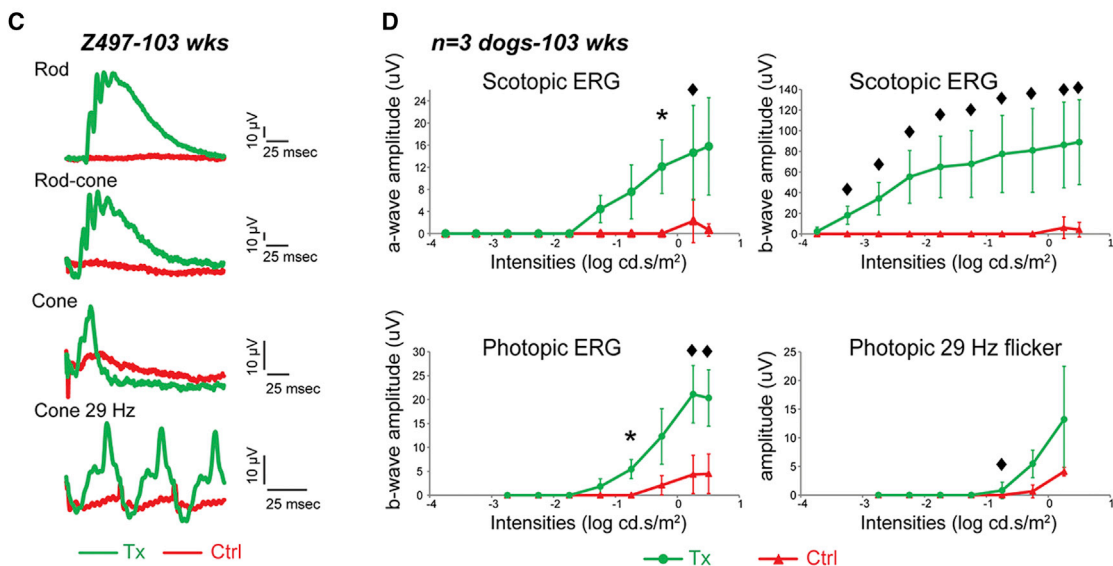 C
Z497-103 wks
Rod
10 µV
25 msec
Rod-cone
10 µV
25 msec
Cone
10 µV
25 msec
Cone 29 Hz
10 µV
25 msec
Tx Ctrl
D
n=3 dogs-103 wks
Scotopic ERG
a-wave amplitude (uV)
24
20
16
12
8
4
0
*
-4 -3 -2 -1 0 1
Intensities (log cd.s/m²)
Scotopic ERG
b-wave amplitude (uV)
140
120
100
80
60
40
20
0
-4 -3 -2 -1 0 1
Intensities (log cd.s/m²)
Photopic ERG
b-wave amplitude (uV)
30
25
20
15
10
5
0
*
-4 -3 -2 -1 0 1
Intensities (log cd.s/m²)
Photopic 29 Hz flicker
amplitude (uV)
25
20
15
10
5
0
-4 -3 -2 -1 0 1
Intensities (log cd.s/m²)
Tx Ctrl